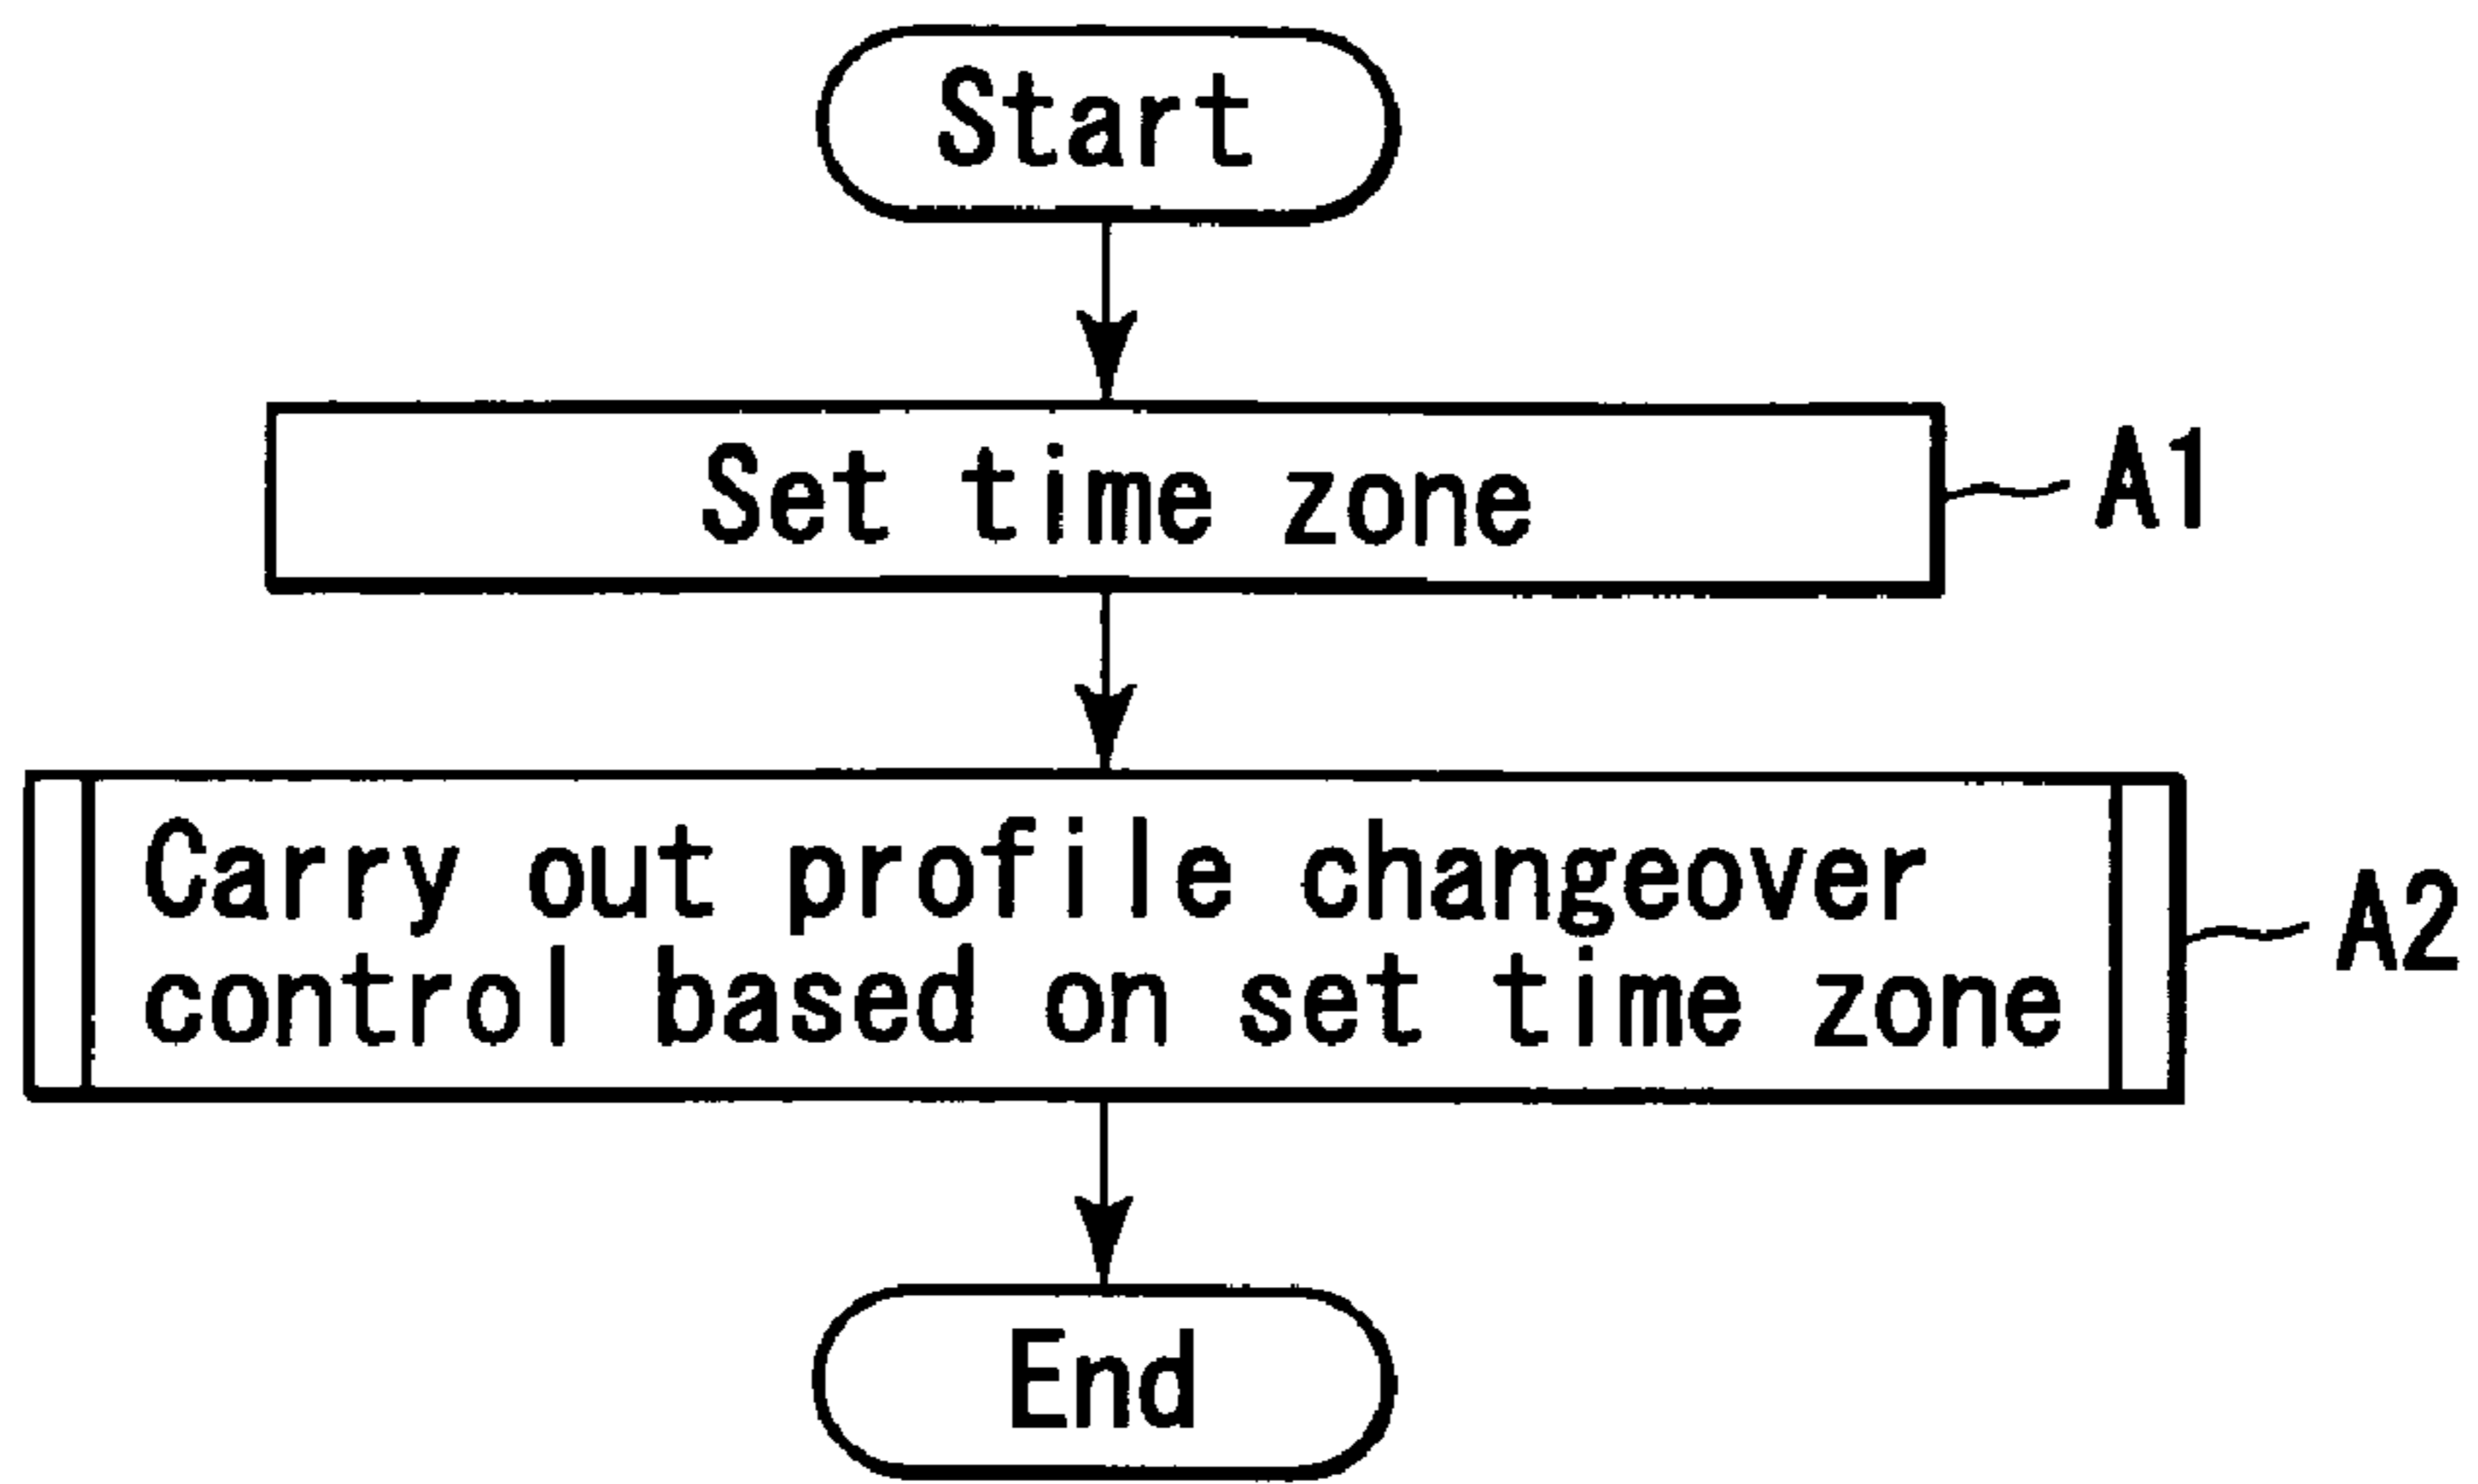 Start
Set time zone
A1
Carry out profile changeover
control based on set time zone
A2
End